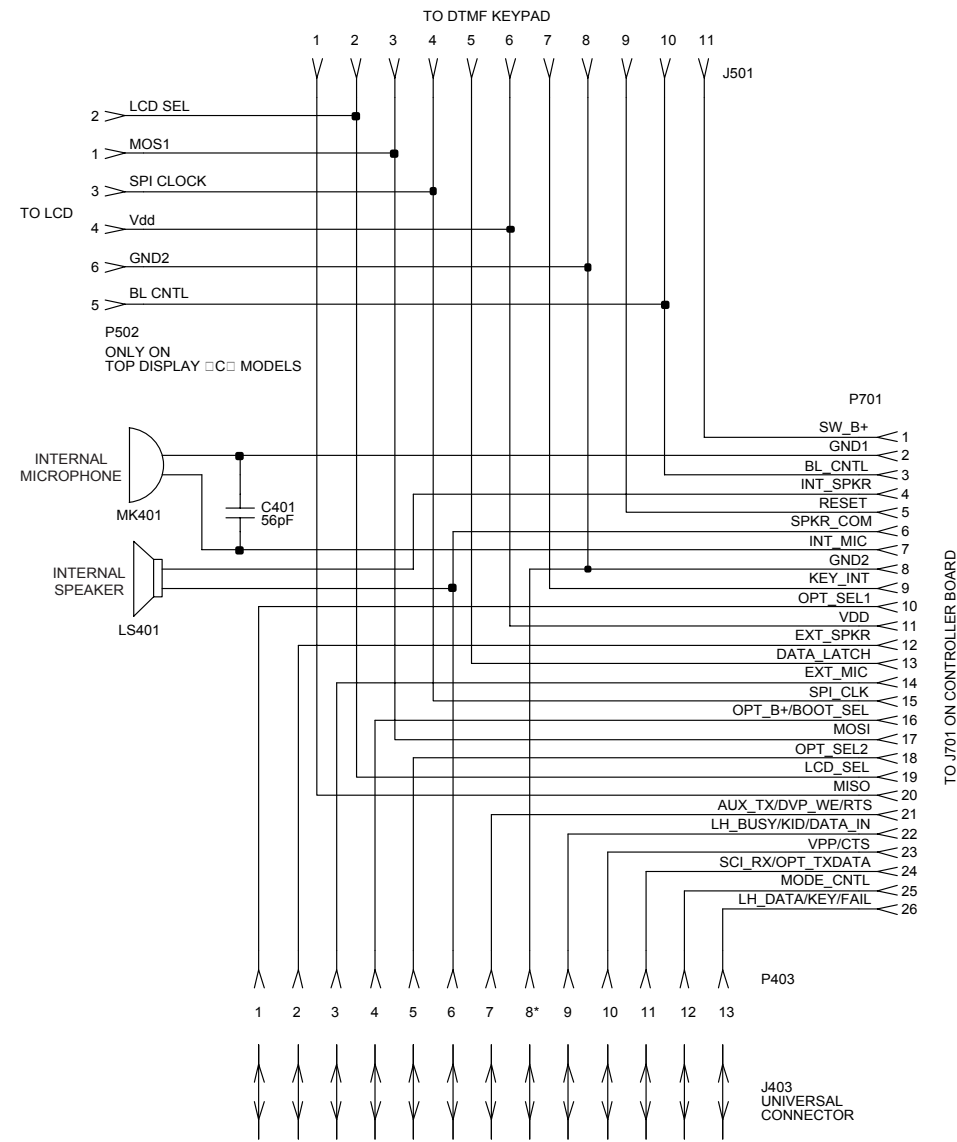 TO DTMF KEYPAD
1 2 3 4 5 6 7 8 9 10 11
J501
2 LCD SEL
1 MOS1
3 SPI CLOCK
TO LCD
4 Vdd
6 GND2
5 BL CNTL
P502
ONLY ON
TOP DISPLAY □C□ MODELS
P701
SW_B+ 1
GND1 2
BL_CNTL 3
INT_SPKR 4
RESET 5
SPKR_COM 6
INT_MIC 7
GND2 8
KEY_INT 9
OPT_SEL1 10
VDD 11
EXT_SPKR 12
DATA_LATCH 13
EXT_MIC 14
SPI_CLK 15
OPT_B+/BOOT_SEL 16
MOSI 17
OPT_SEL2 18
LCD_SEL 19
MISO 20
AUX_TX/DVP_WE/RTS 21
LH_BUSY/KID/DATA_IN 22
VPP/CTS 23
SCI_RX/OPT_TXDATA 24
MODE_CNTL 25
LH_DATA/KEY/FAIL 26
TO J701 ON CONTROLLER BOARD
INTERNAL
MICROPHONE
MK401
C401
56pF
INTERNAL
SPEAKER
LS401
P403
1 2 3 4 5 6 7 8* 9 10 11 12 13
J403
UNIVERSAL
CONNECTOR